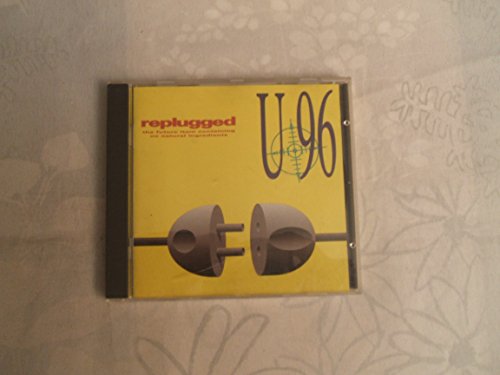 replugged
the future item containing
no natural ingredients
U96